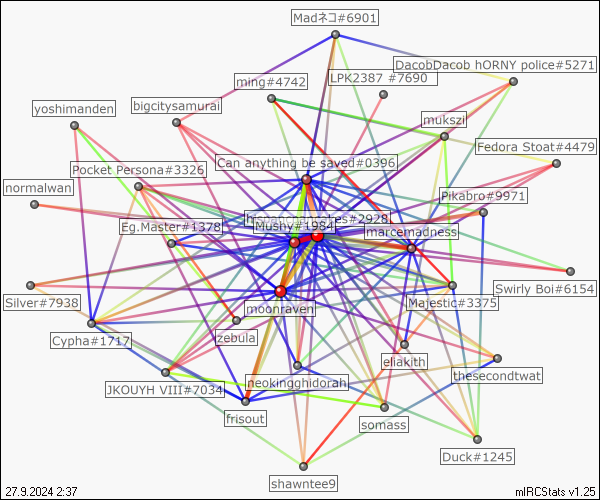 Madネコ#6901
DacobDacob hORNY police#5271
LPK2387 #7690
ming#4742
bigcitysamurai
yoshimanden
mukszil
Fedora Stoat#4479
Can anything be saved#0396
Pocket Persona#3326
normalwan
Pikabro#9971
#2928
Mushy#1984
Eg.Master#1378
marcemadness
Swirly Boi#6154
Silver#7938
Majestic#3375
moonraven
zebula
Cypha#1717
eliakith
thesecondtwat
neokingghidorah
JKOUYH VIII#7034
frisout
somass
Duck#1245
shawntee9
27.9.2024 2:37
mIRCStats v1.25